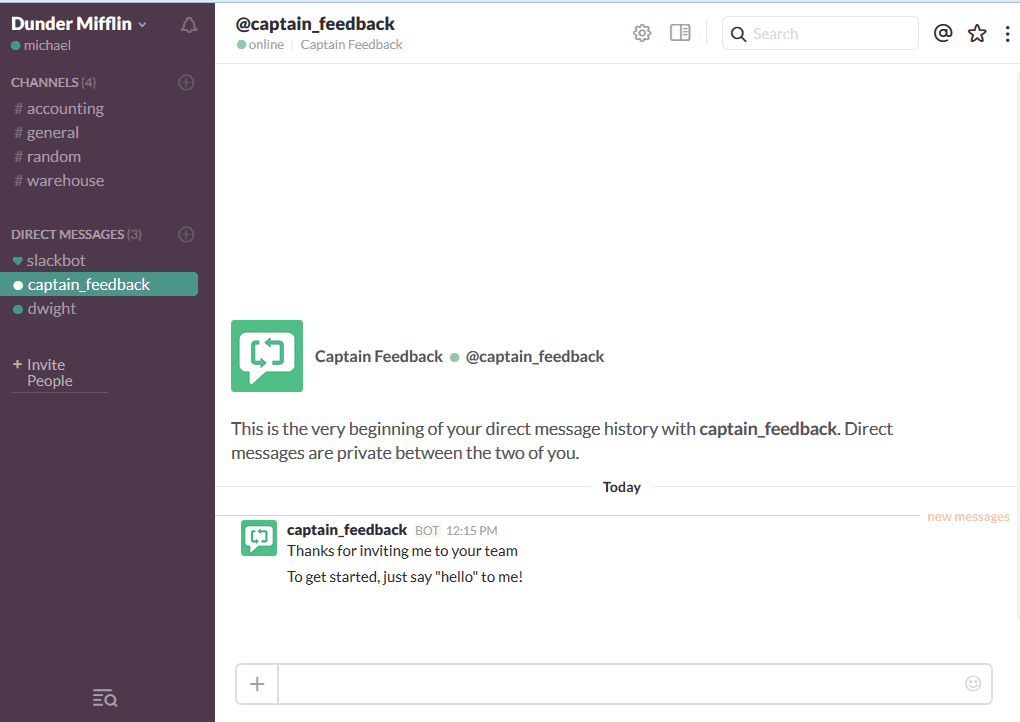 Dunder Mifflin
michael
CHANNELS (4)
# accounting
# general
# random
# warehouse
DIRECT MESSAGES (3)
slackbot
captain_feedback
dwight
+ Invite
People
@captain_feedback
online | Captain Feedback
Search
Captain Feedback @captain_feedback
This is the very beginning of your direct message history with captain_feedback. Direct
messages are private between the two of you.
Today
new messages
captain_feedback BOT 12:15 PM
Thanks for inviting me to your team
To get started, just say "hello" to me!